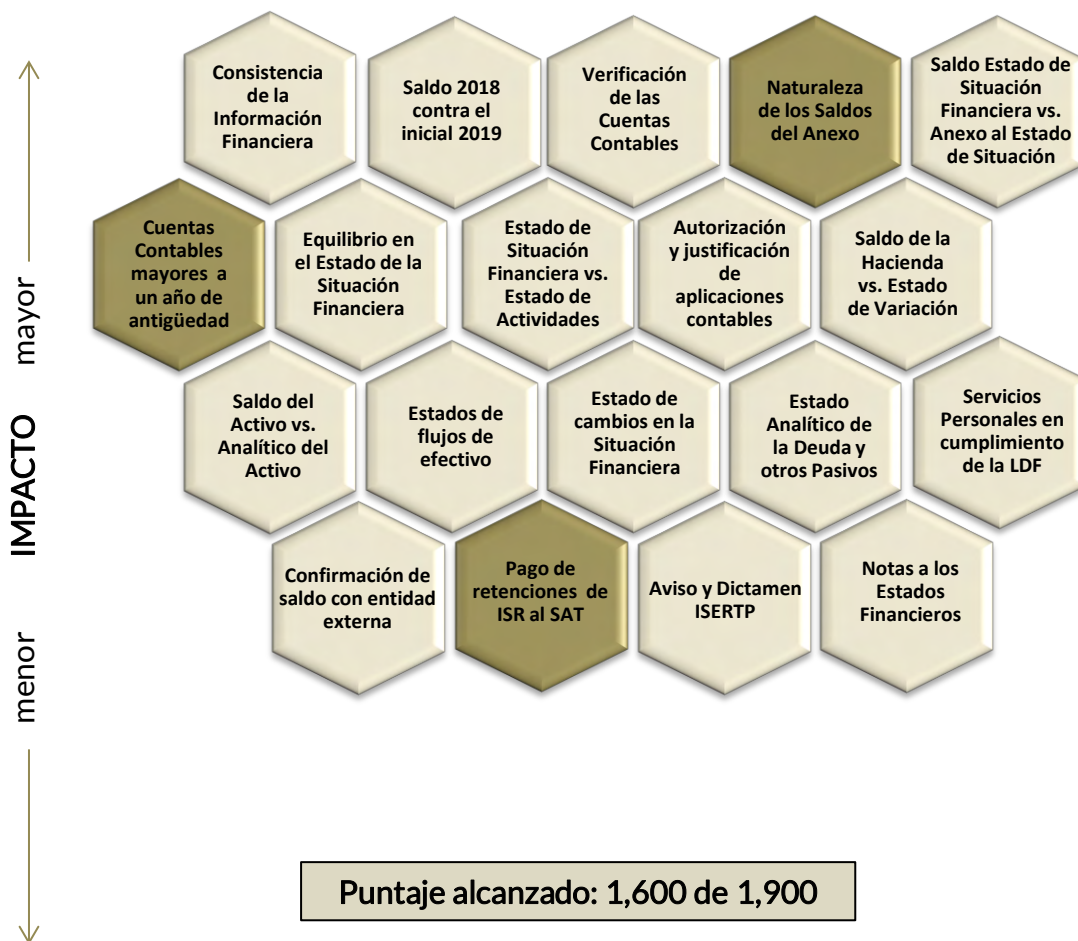 Consistencia
de la
Información
Financiera
Saldo 2018
contra el
inicial 2019
Verificación
de las
Cuentas
Contables
Naturaleza
de los Saldos
del Anexo
Saldo Estado de
Situación
Financiera vs.
Anexo al Estado
de Situación
Cuentas
Contables
mayores a
un año de
antigüedad
Equilibrio en
el Estado de la
Situación
Financiera
Estado de
Situación
Financiera vs.
Estado de
Actividades
Autorización
y justificación
de
aplicaciones
contables
Saldo de la
Hacienda
vs. Estado
de Variación
Saldo del
Activo vs.
Analítico del
Activo
Estados de
flujos de
efectivo
Estado de
cambios en la
Situación
Financiera
Estado
Analítico de
la Deuda y
otros Pasivos
Servicios
Personales en
cumplimiento
de la LDF
Confirmación de
saldo con entidad
externa
Pago de
retenciones de
ISR al SAT
Aviso y Dictamen
ISERTP
Notas a los
Estados
Financieros
menor IMPACTO mayor
Puntaje alcanzado: 1,600 de 1,900